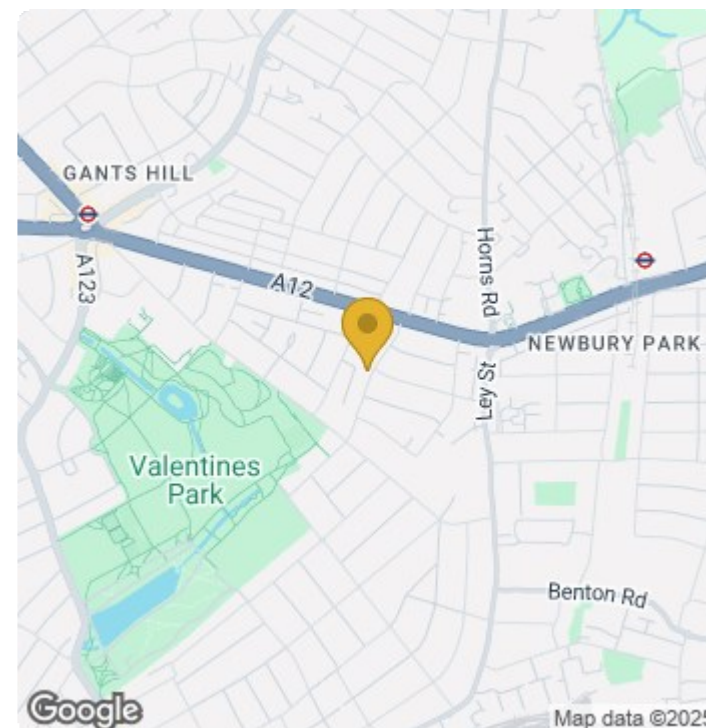 GANTS HILL
A123
A12
Horns Rd
NEWBURY PARK
Ley St
Valentines
Park
Benton Rd
Google
Map data ©2025